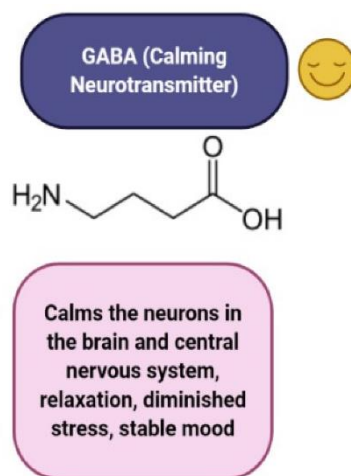 GABA (Calming
Neurotransmitter)
O
H₂N
OH
Calms the neurons in
the brain and central
nervous system,
relaxation, diminished
stress, stable mood